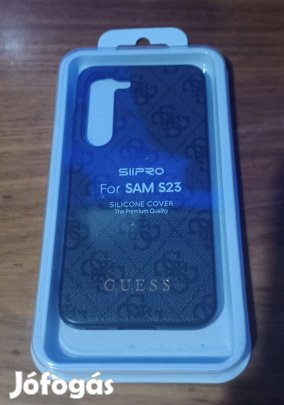 SIIPRO
For SAM S23
SILICONE COVER
The Premium Quality
GUESS
Jófogás